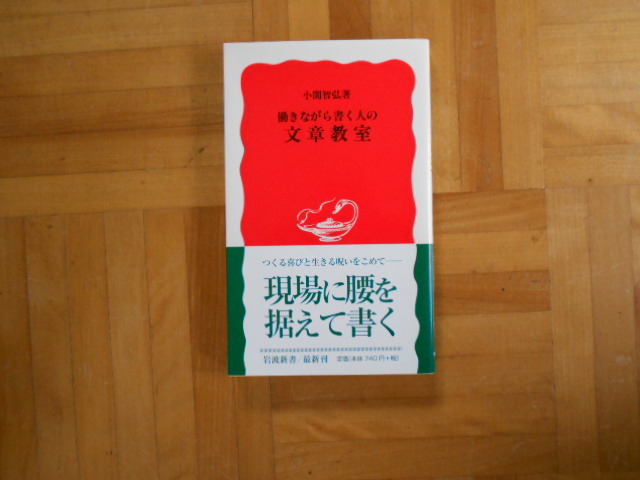 小関智弘著
働きながら書く人の
文章教室
つくる喜びと生きる呪いをこめて——
現場に腰を
据えて書く
岩波新書/最新刊 定価(本体740円+税)